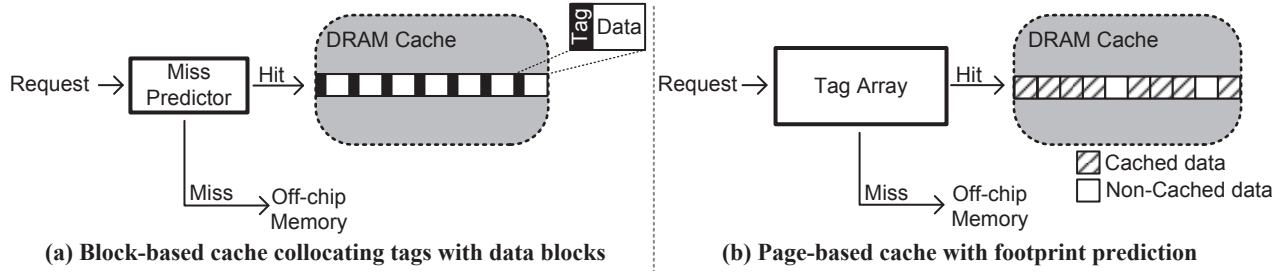 DRAM Cache
Tag
Data
Request
Miss
Predictor
Hit
Miss
Off-chip
Memory
(a) Block-based cache collocating tags with data blocks
DRAM Cache
Request
Tag Array
Hit
Cached data
Non-Cached data
Miss
Off-chip
Memory
(b) Page-based cache with footprint prediction